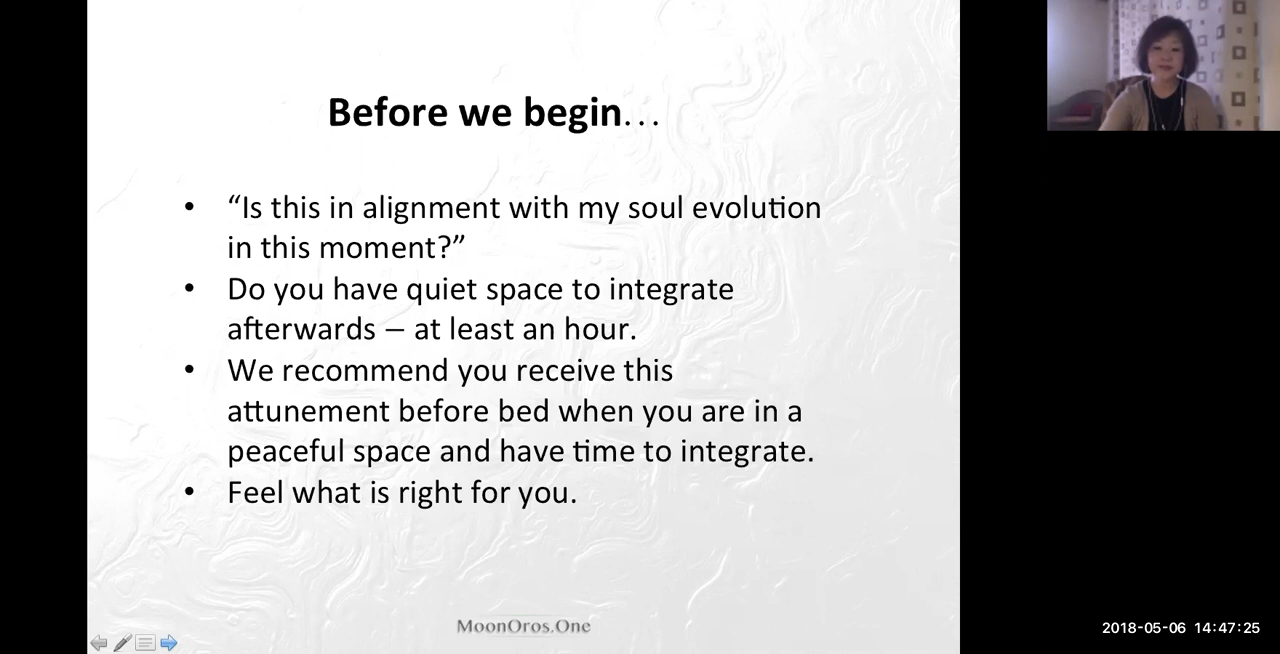 Before we begin...
• “Is this in alignment with my soul evolution
in this moment?”
• Do you have quiet space to integrate
afterwards – at least an hour.
• We recommend you receive this
attunement before bed when you are in a
peaceful space and have time to integrate.
• Feel what is right for you.
MoonOros.One
2018-05-06 14:47:25